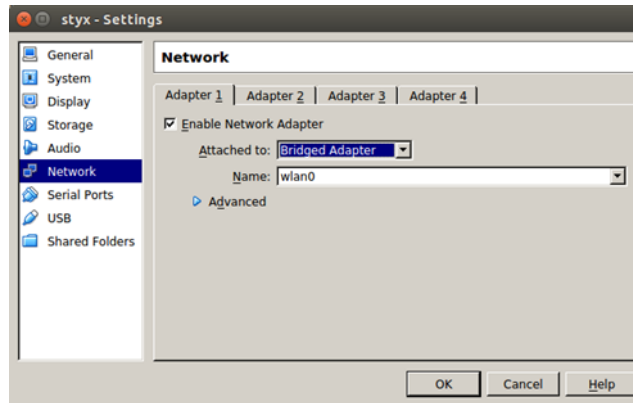 styx - Settings
General
System
Display
Storage
Audio
Network
Serial Ports
USB
Shared Folders
Network
Adapter 1 Adapter 2 Adapter 3 Adapter 4
Enable Network Adapter
Attached to: Bridged Adapter
Name: wlan0
Advanced
OK Cancel Help